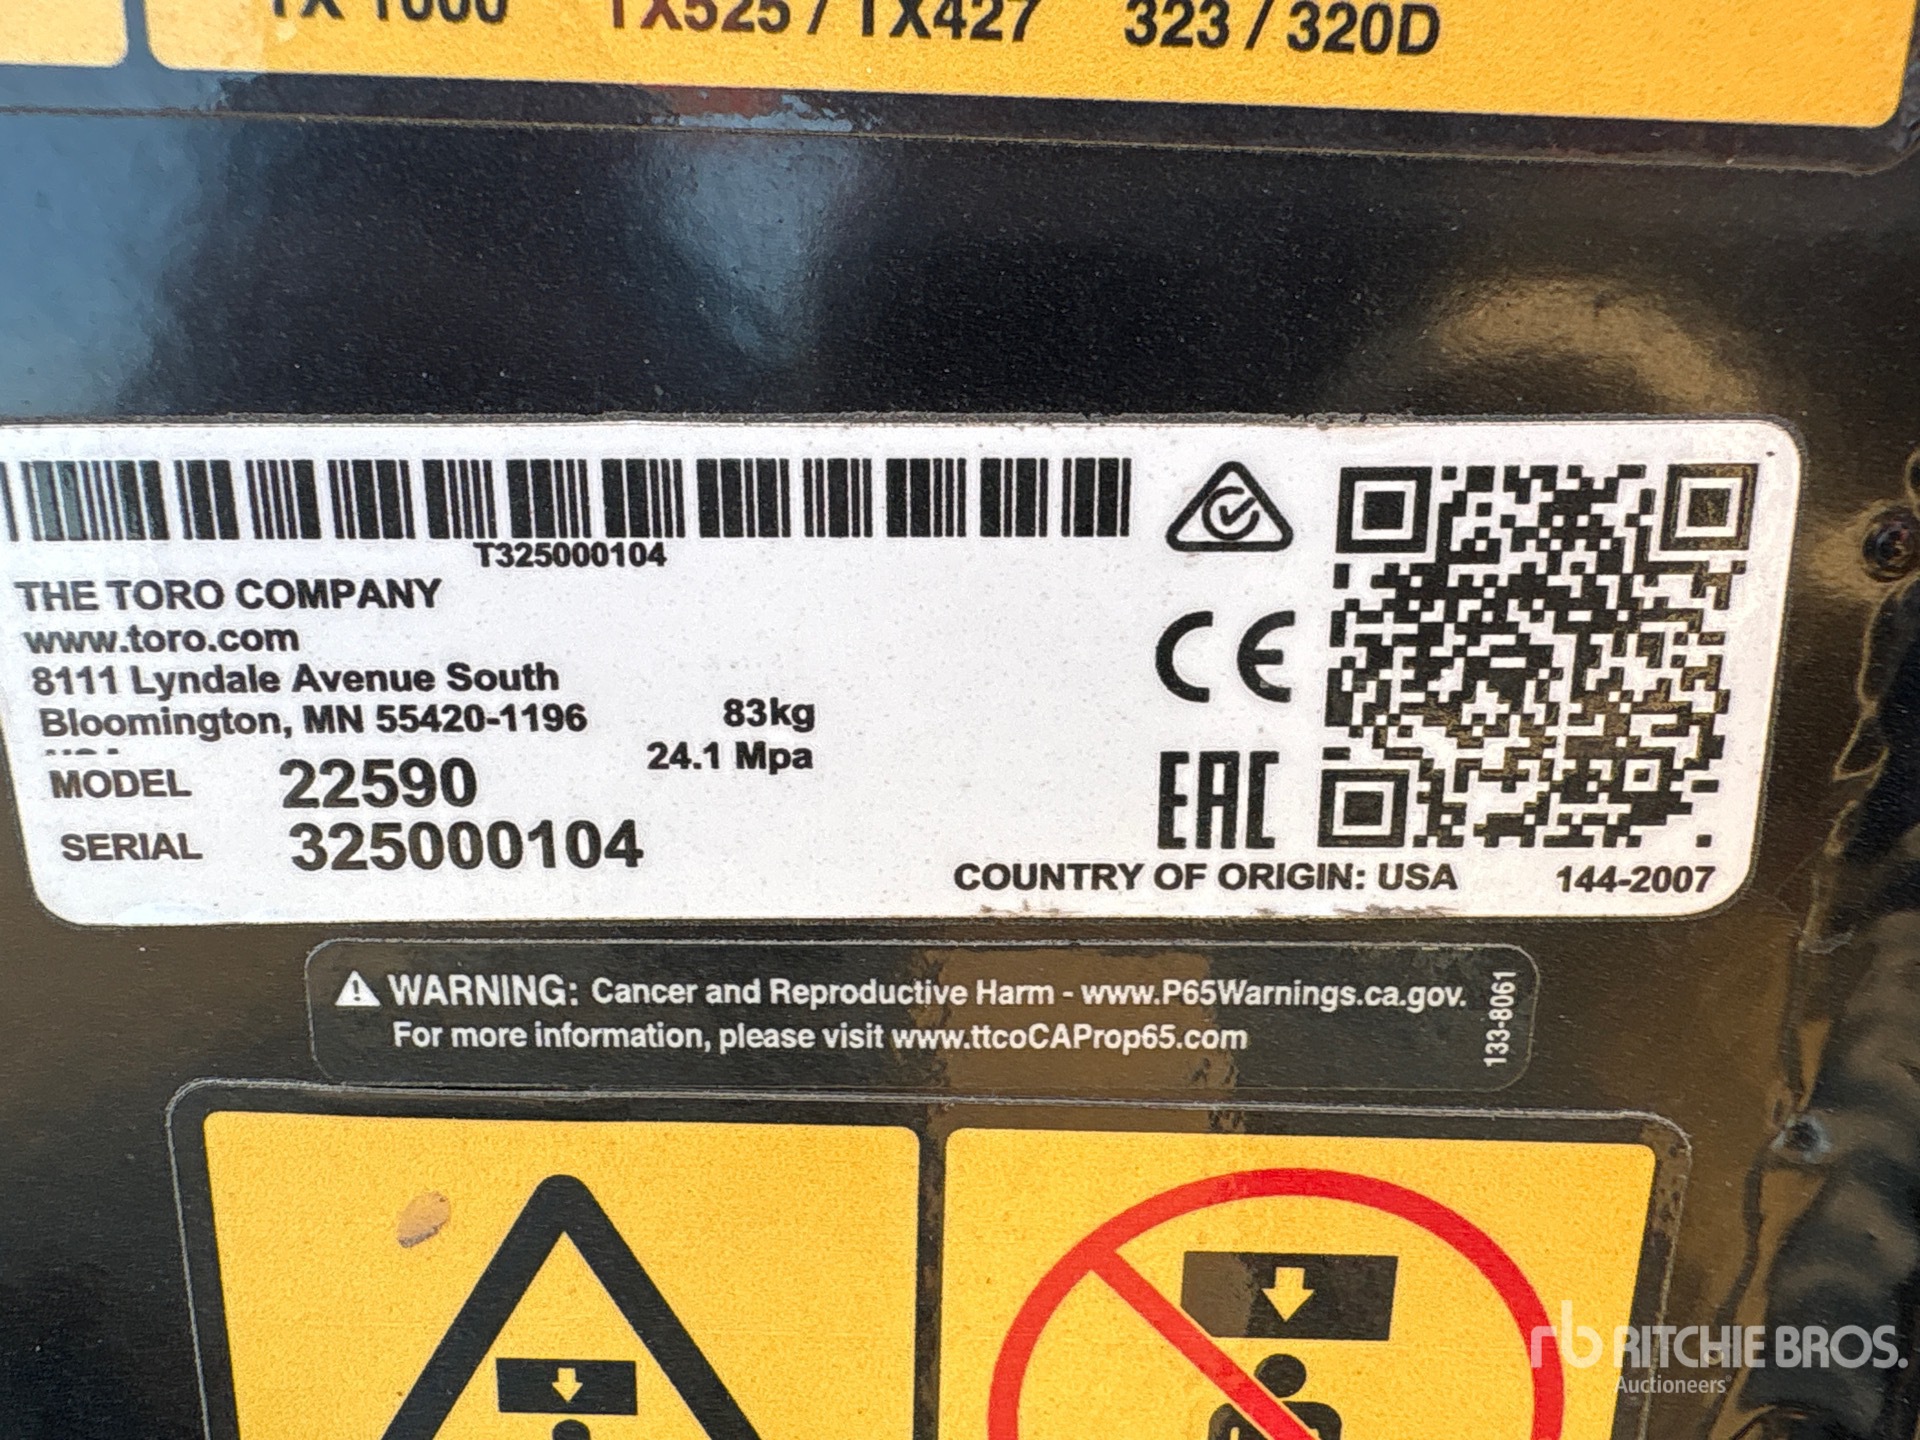 TX 1000 TX525 / TX427 323 / 320D
T325000104
THE TORO COMPANY
www.toro.com
8111 Lyndale Avenue South
Bloomington, MN 55420-1196
83kg
24.1 Mpa
MODEL 22590
SERIAL 325000104
CE
EAC
COUNTRY OF ORIGIN: USA
144-2007
WARNING: Cancer and Reproductive Harm - www.P65Warnings.ca.gov.
For more information, please visit www.ttcoCAProp65.com
133-8061
rb RITCHIE BROS.
Auctioneers